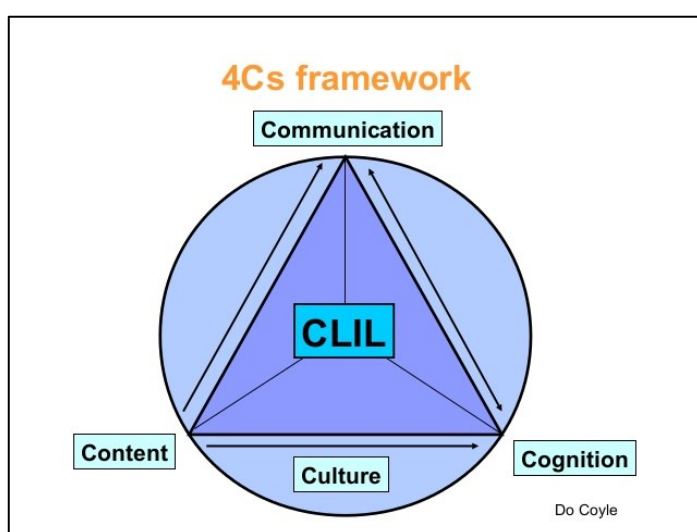 4Cs framework
Communication
CLIL
Content
Culture
Cognition
Do Coyle